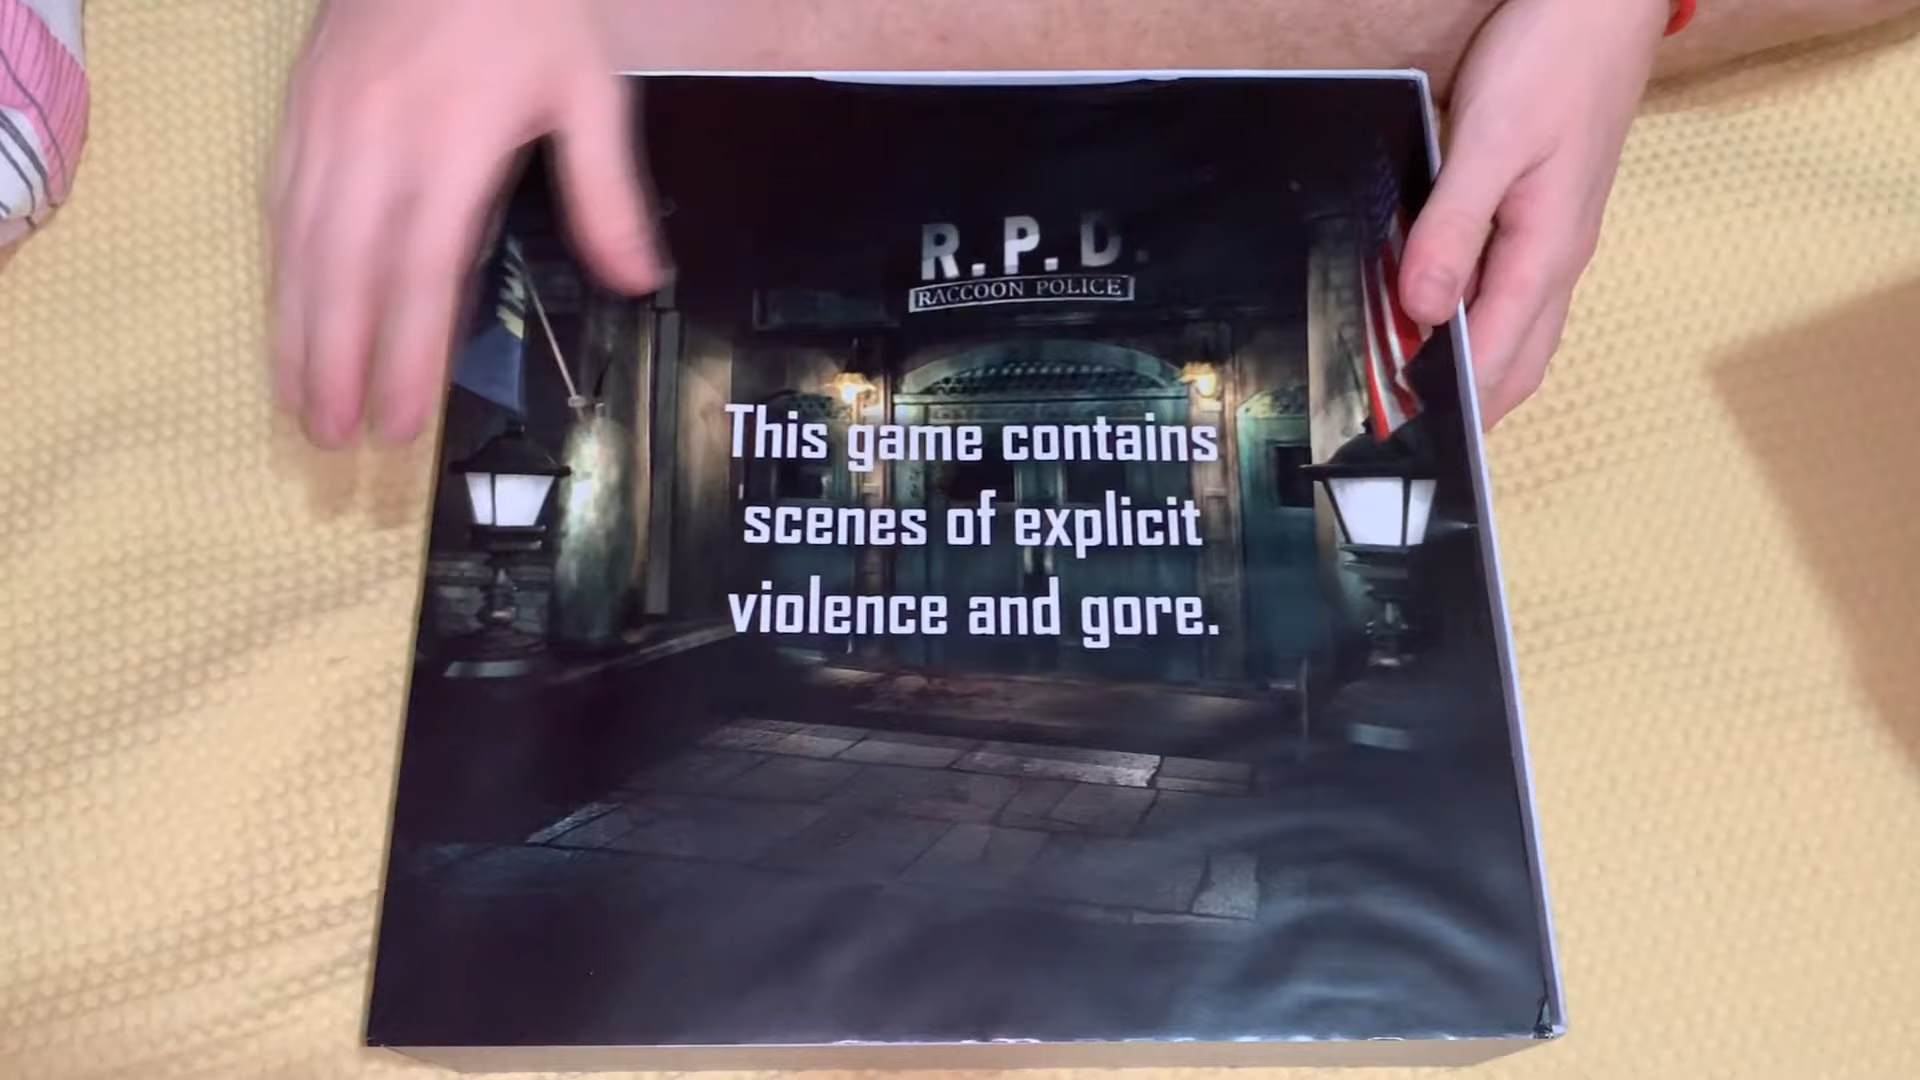 R.P.D.
RACCOON POLICE
This game contains
scenes of explicit
violence and gore.